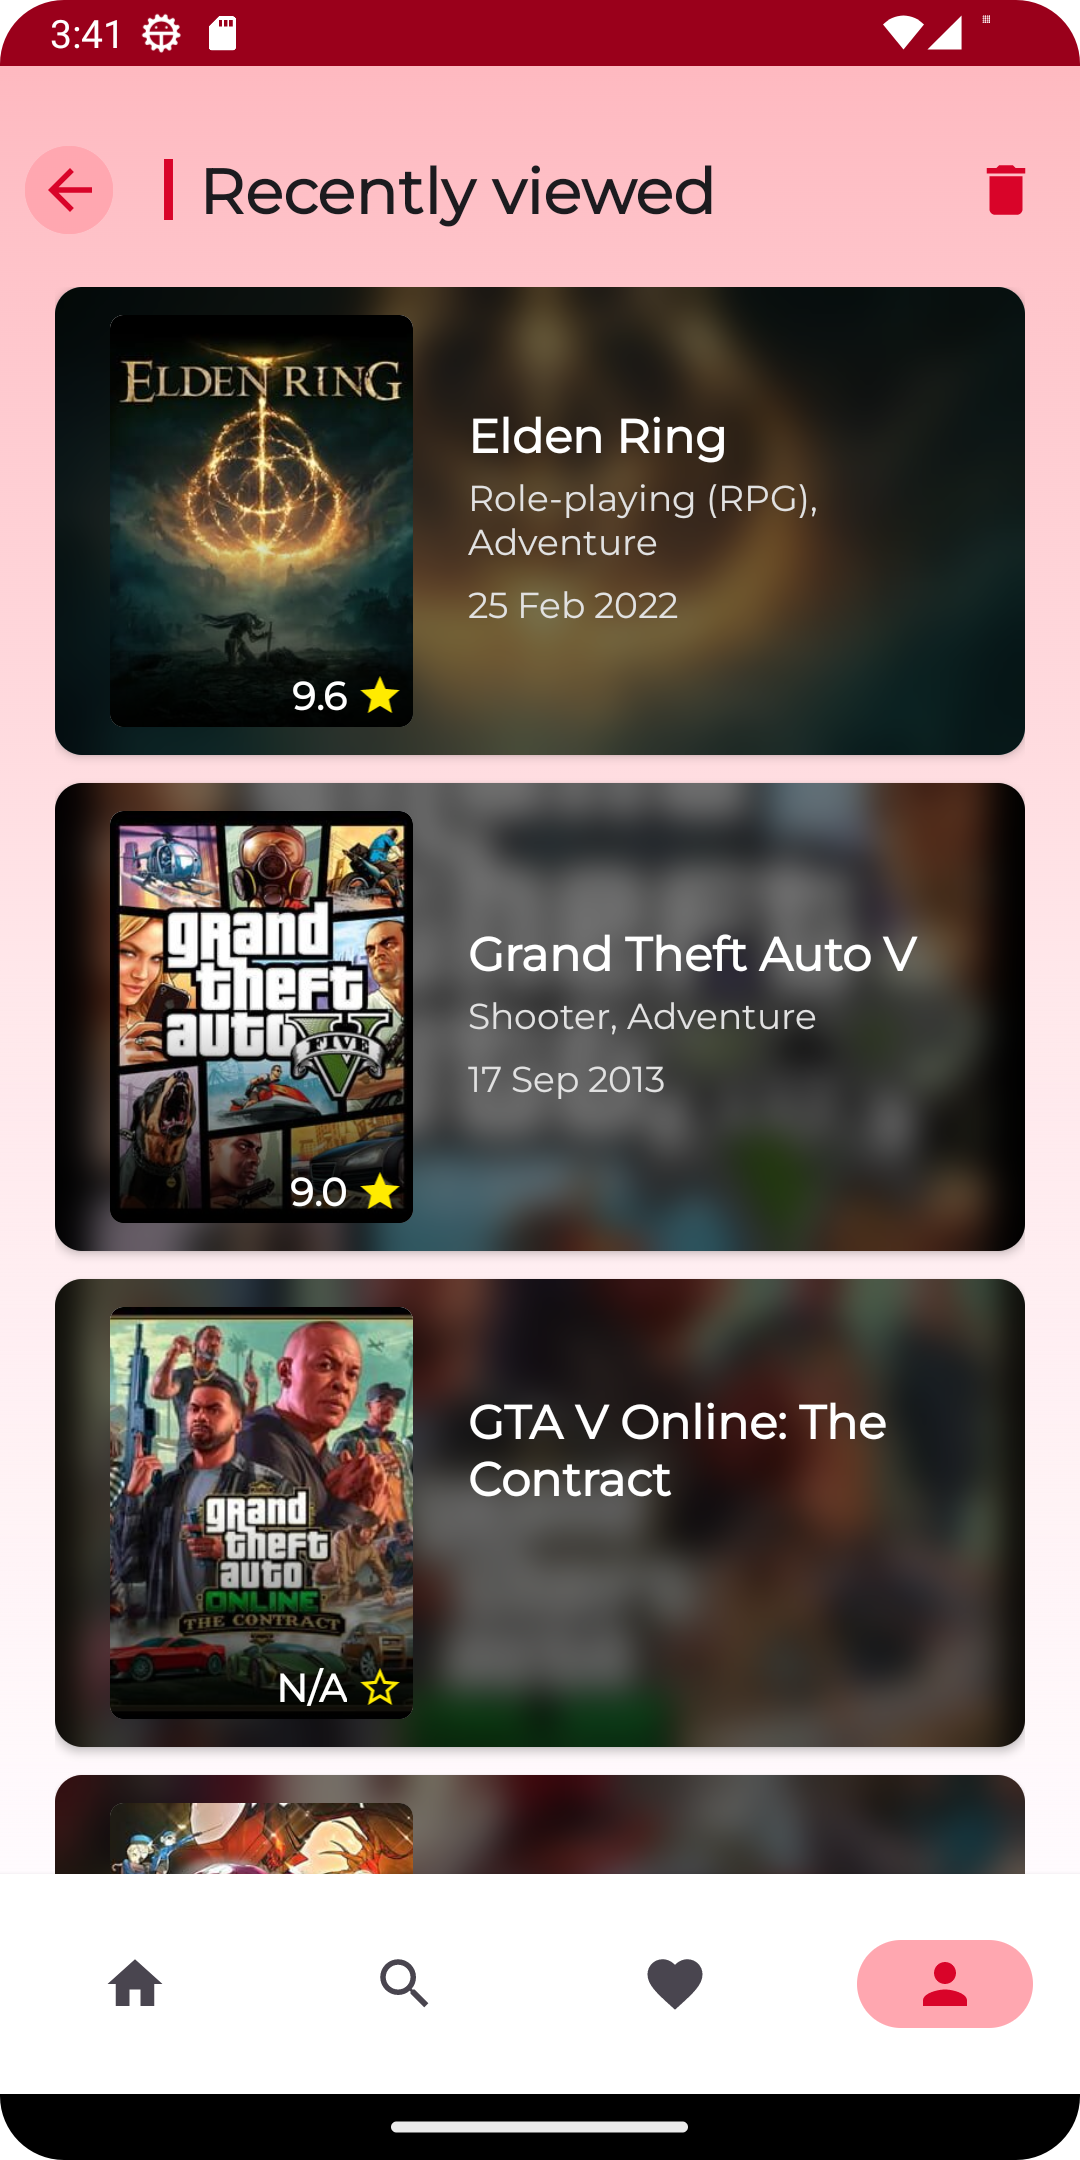 3:41
Recently viewed
ELDEN RING
9.6
Elden Ring
Role-playing (RPG),
Adventure
25 Feb 2022
grand
theft
auto V
FIVE
9.0
Grand Theft Auto V
Shooter, Adventure
17 Sep 2013
grand
theft
auto
ONLINE
THE CONTRACT
N/A
GTA V Online: The
Contract